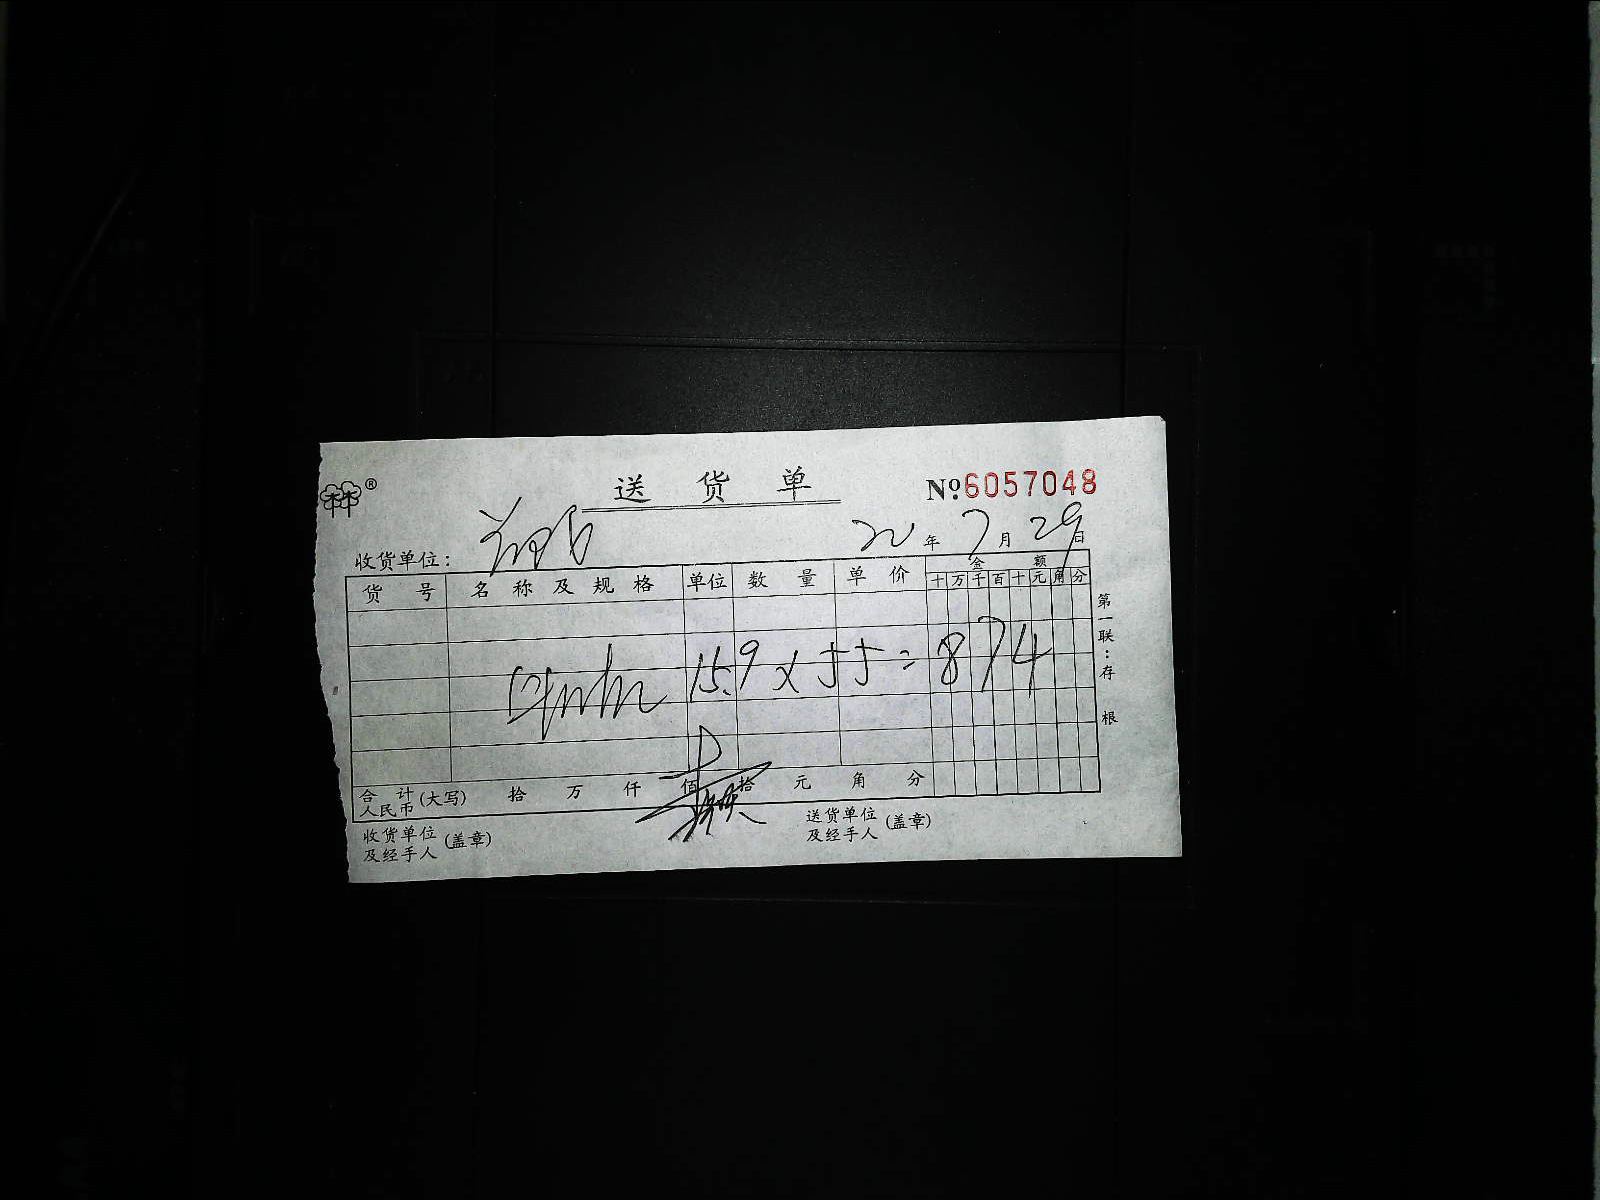 ®
送货单 №6057048
收货单位: 22年7月29日
货号 名称及规格 单位 数量 单价 金额
十万千百十元角分
15.9×55=874
合计人民币(大写) 拾 万 仟 佰 拾 元 角 分
收货单位及经手人(盖章) 送货单位及经手人(盖章)
第一联:存根